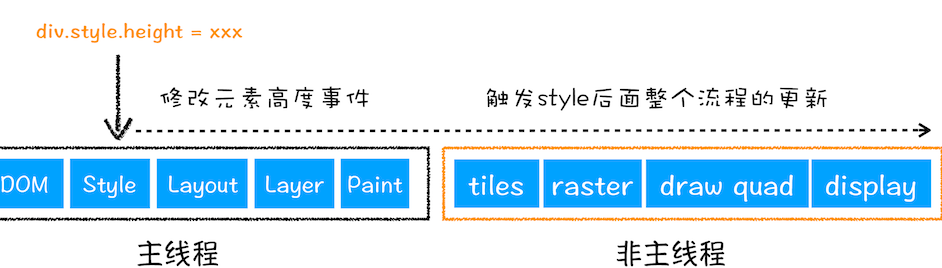 div.style.height = xxx
修改元素高度事件
触发style后面整个流程的更新
DOM
Style
Layout
Layer
Paint
tiles
raster
draw quad
display
主线程
非主线程